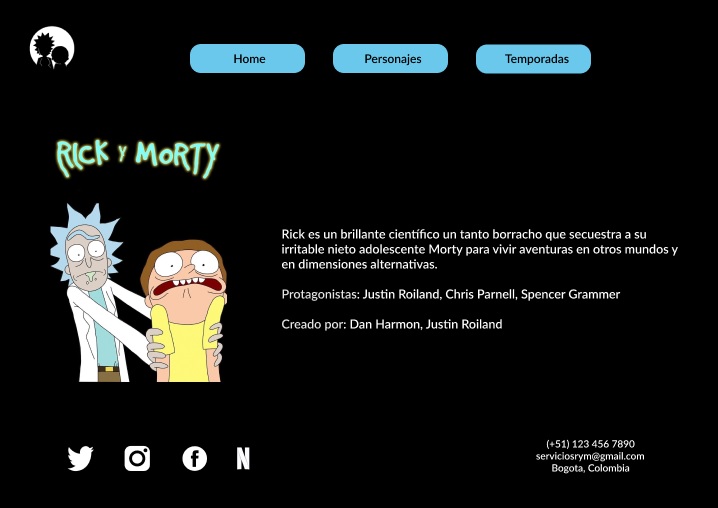 Home
Personajes
Temporadas
RICK Y MORTY
Rick es un brillante científico un tanto borracho que secuestra a su
irritable nieto adolescente Morty para vivir aventuras en otros mundos y
en dimensiones alternativas.
Protagonistas: Justin Roiland, Chris Parnell, Spencer Grammer
Creado por: Dan Harmon, Justin Roiland
N
(+51) 123 456 7890
serviciosrym@gmail.com
Bogota, Colombia